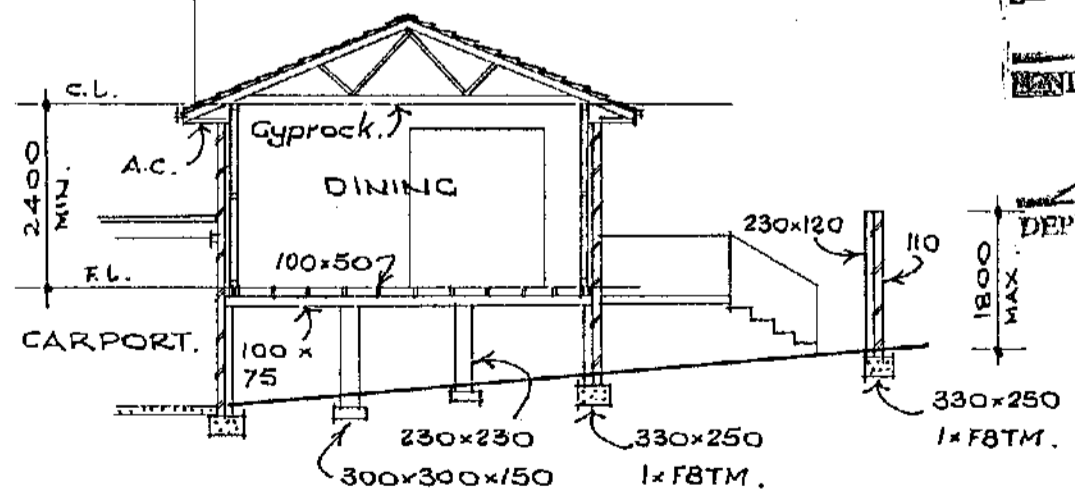 C.L.
Gyprock.
A.C.
2400
MIN.
DINING
F.L.
100×50
CARPORT.
100 ×
75
230×120
110
1800
MAX.
230×230
300×300×150
330×250
1×F8TM.
330×250
1×F8TM.
DEP